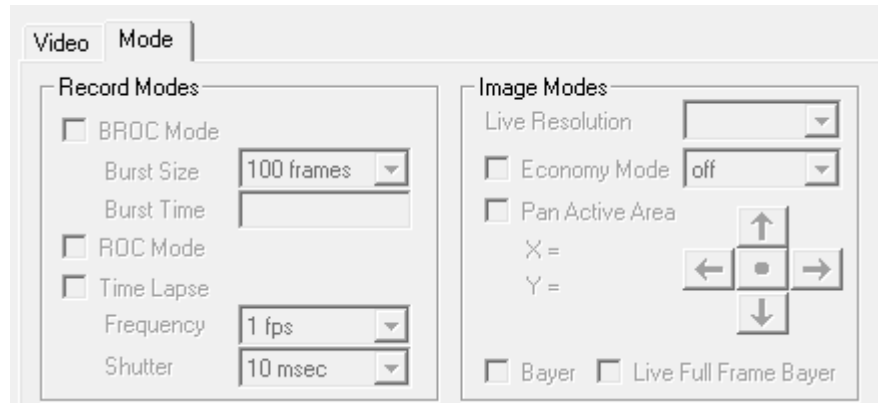 Video Mode
Record Modes
BROC Mode
Burst Size 100 frames
Burst Time
ROC Mode
Time Lapse
Frequency 1 fps
Shutter 10 msec
Image Modes
Live Resolution
Economy Mode off
Pan Active Area
X =
Y =
Bayer Live Full Frame Bayer